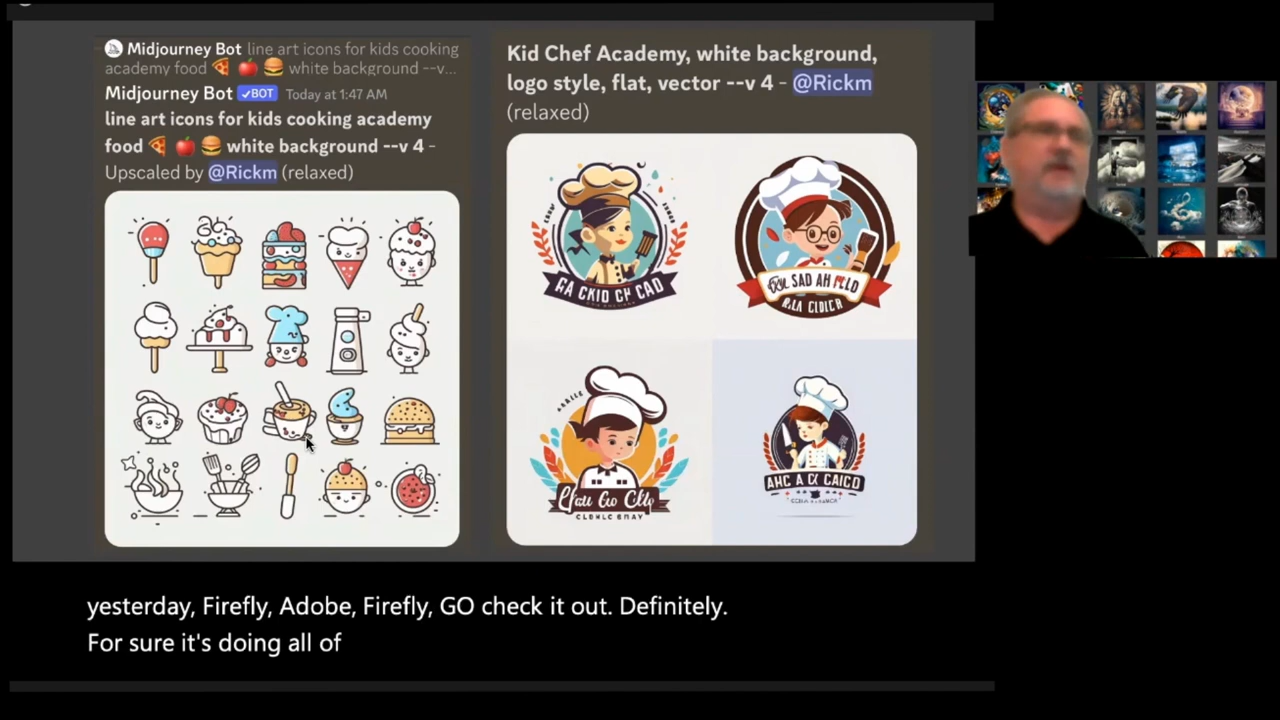 Midjourney Bot line art icons for kids cooking
academy food 🍕 🍎 🍔 white background --v...
Midjourney Bot ✓BOT Today at 1:47 AM
line art icons for kids cooking academy
food 🍕 🍎 🍔 white background --v 4 -
Upscaled by @Rickm (relaxed)
Kid Chef Academy, white background,
logo style, flat, vector --v 4 - @Rickm
(relaxed)
yesterday, Firefly, Adobe, Firefly, GO check it out. Definitely.
For sure it's doing all of